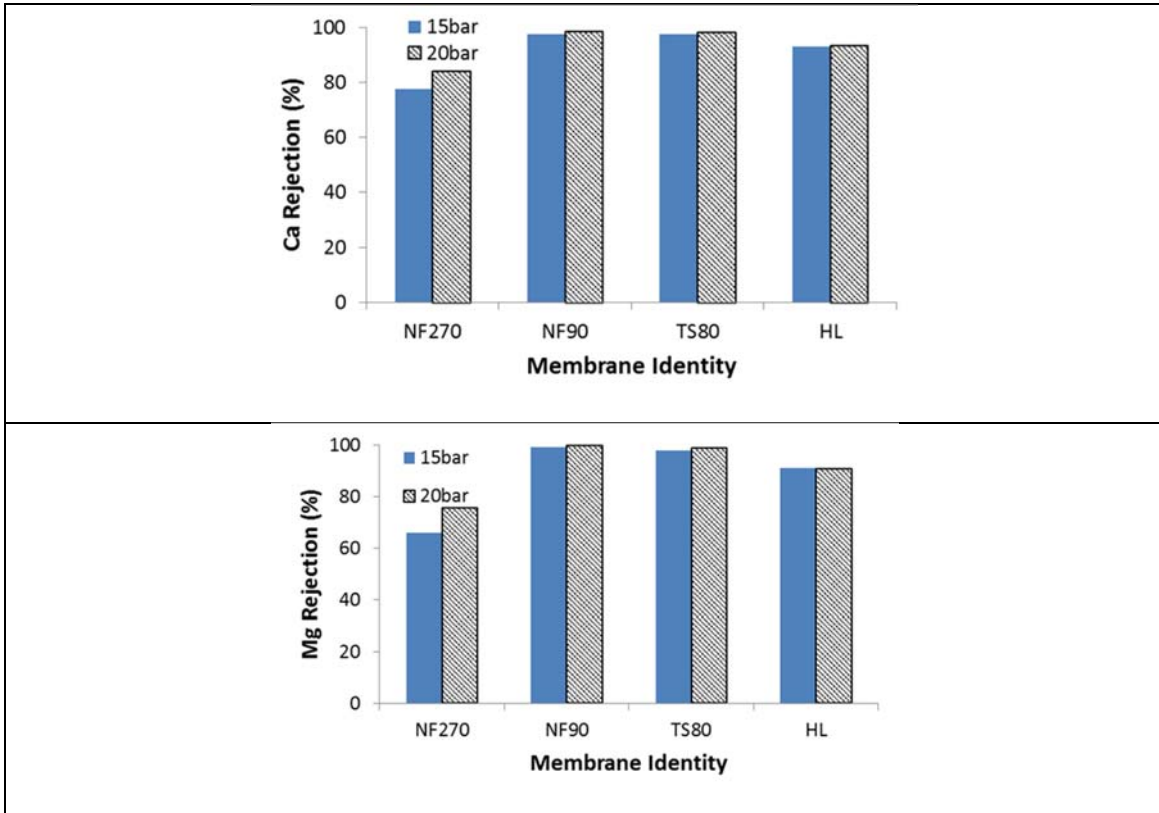 100
80
60
40
20
0
Ca Rejection (%)
15bar
20bar
NF270 NF90 TS80 HL
Membrane Identity
100
80
60
40
20
0
Mg Rejection (%)
15bar
20bar
NF270 NF90 TS80 HL
Membrane Identity